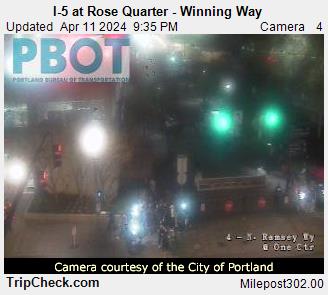 I-5 at Rose Quarter - Winning Way
Updated Apr 11 2024 9:35 PM Camera 4
PBOT
PORTLAND BUREAU OF TRANSPORTATION
4 - N. Ramsey Wy
@ One Ctr
Camera courtesy of the City of Portland
TripCheck.com Milepost302.00